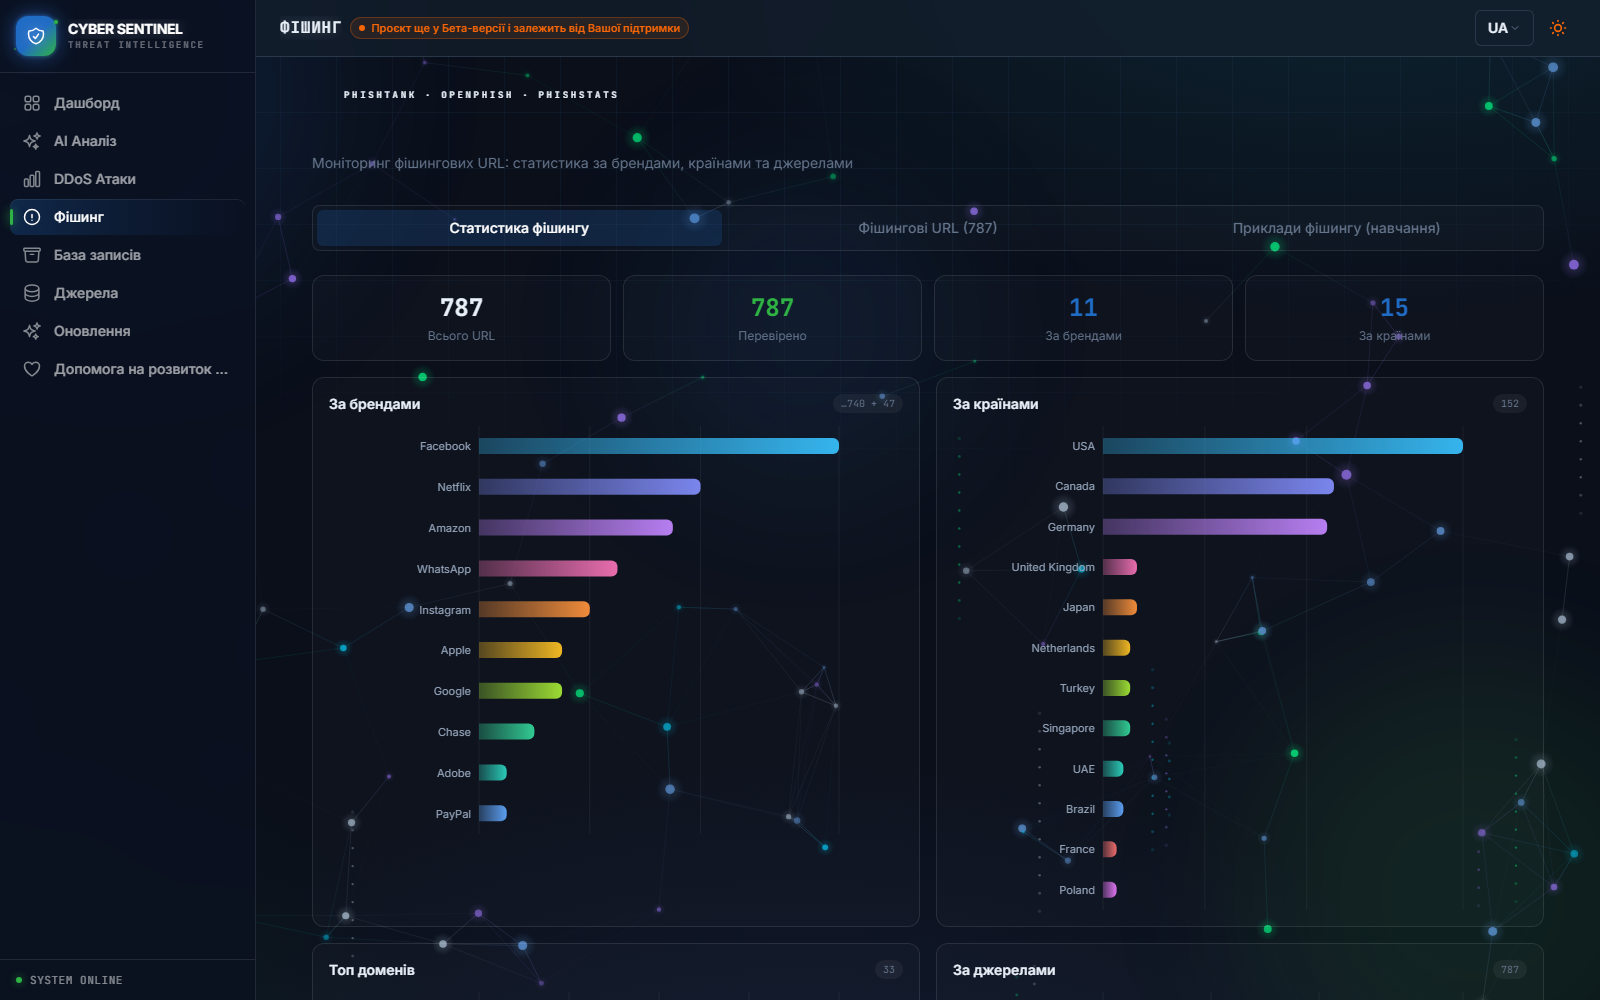 CYBER SENTINEL
THREAT INTELLIGENCE
Дашборд
AI Аналіз
DDoS Атаки
Фішинг
База записів
Джерела
Оновлення
Допомога на розвиток ...
SYSTEM ONLINE
ФІШИНГ
Проєкт ще у Бета-версії і залежить від Вашої підтримки
UA
PHISHTANK · OPENPHISH · PHISHSTATS
Моніторинг фішингових URL: статистика за брендами, країнами та джерелами
Статистика фішингу
Фішингові URL (787)
Приклади фішингу (навчання)
787
Всього URL
787
Перевірено
11
За брендами
15
За країнами
За брендами
…740 + 47
Facebook
Netflix
Amazon
WhatsApp
Instagram
Apple
Google
Chase
Adobe
PayPal
За країнами
152
USA
Canada
Germany
United Kingdom
Japan
Netherlands
Turkey
Singapore
UAE
Brazil
France
Poland
Топ доменів
33
За джерелами
787